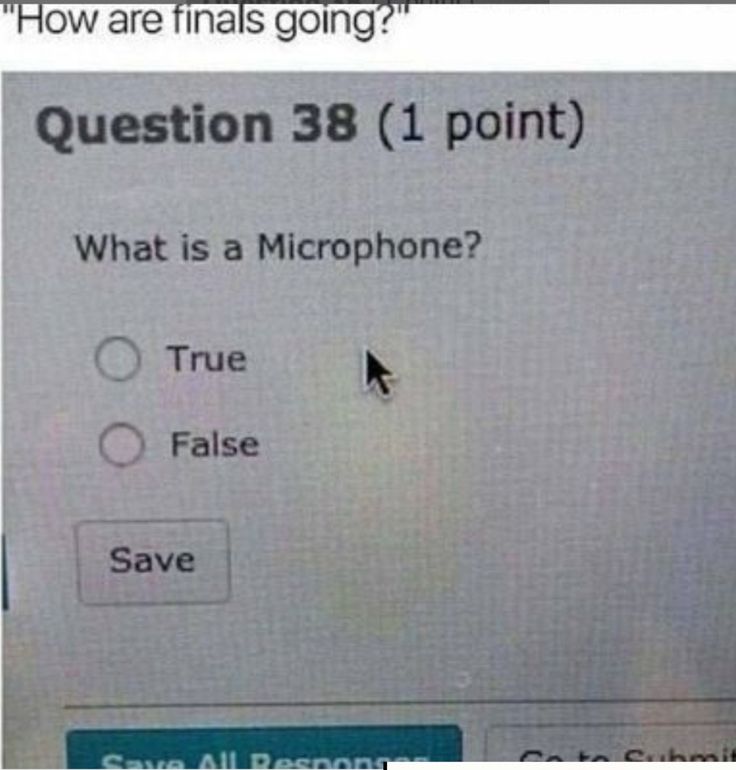 "How are finals going?"
Question 38 (1 point)
What is a Microphone?
True
False
Save
Save All Responses
Go to Submit